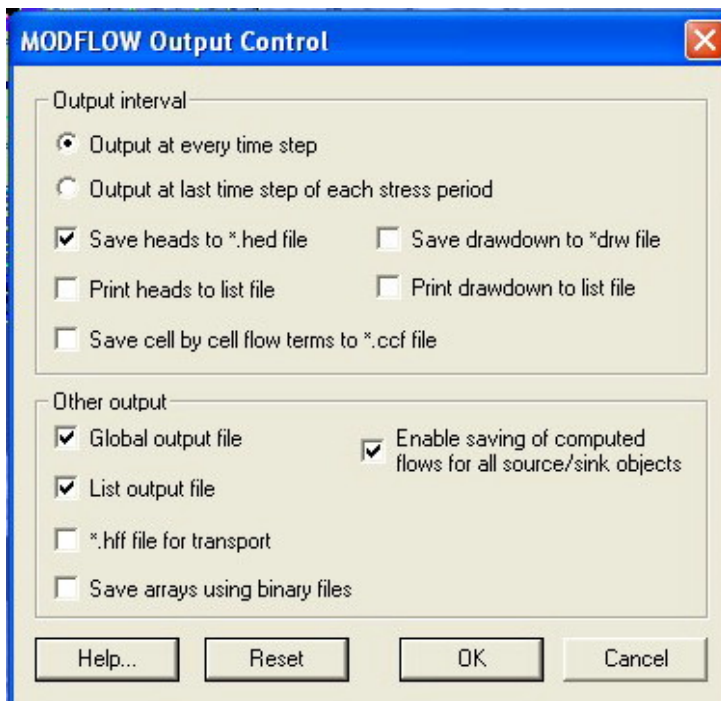 MODFLOW Output Control
Output interval
Output at every time step
Output at last time step of each stress period
Save heads to *.hed file
Save drawdown to *drw file
Print heads to list file
Print drawdown to list file
Save cell by cell flow terms to *.ccf file
Other output
Global output file
Enable saving of computed
flows for all source/sink objects
List output file
*.hff file for transport
Save arrays using binary files
Help... Reset OK Cancel